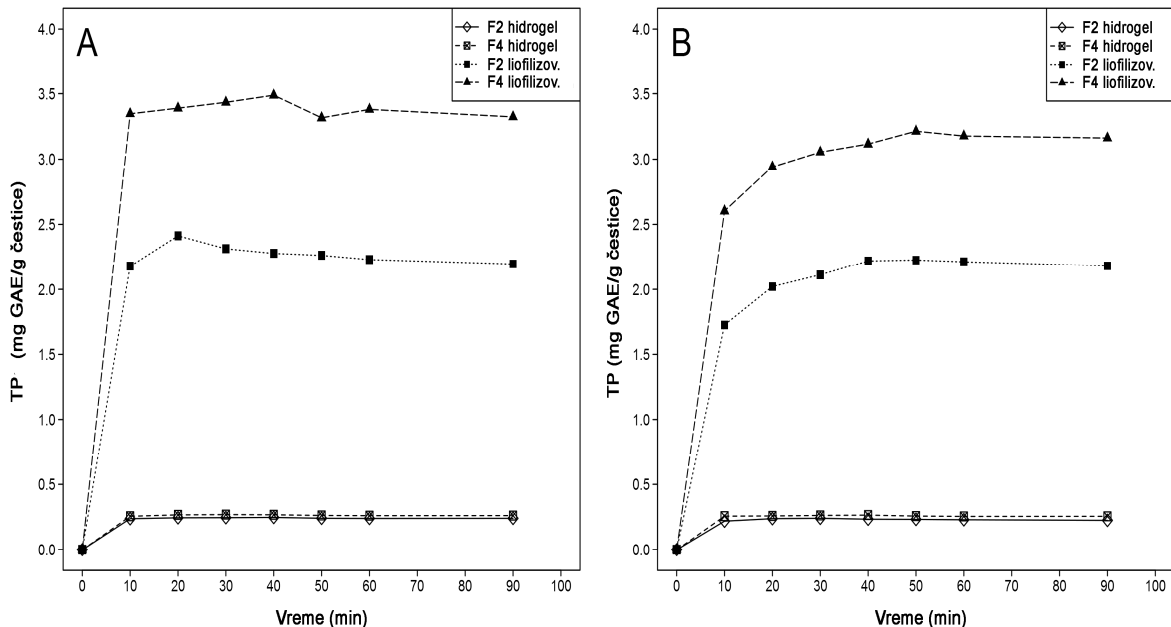 A
F2 hidrogel
F4 hidrogel
F2 liofilizov.
F4 liofilizov.
TP (mg GAE/g čestice)
4.0
3.5
3.0
2.5
2.0
1.5
1.0
0.5
0.0
0 10 20 30 40 50 60 70 80 90 100
Vreme (min)
B
F2 hidrogel
F4 hidrogel
F2 liofilizov.
F4 liofilizov.
TP (mg GAE/g čestice)
4.0
3.5
3.0
2.5
2.0
1.5
1.0
0.5
0.0
0 10 20 30 40 50 60 70 80 90 100
Vreme (min)